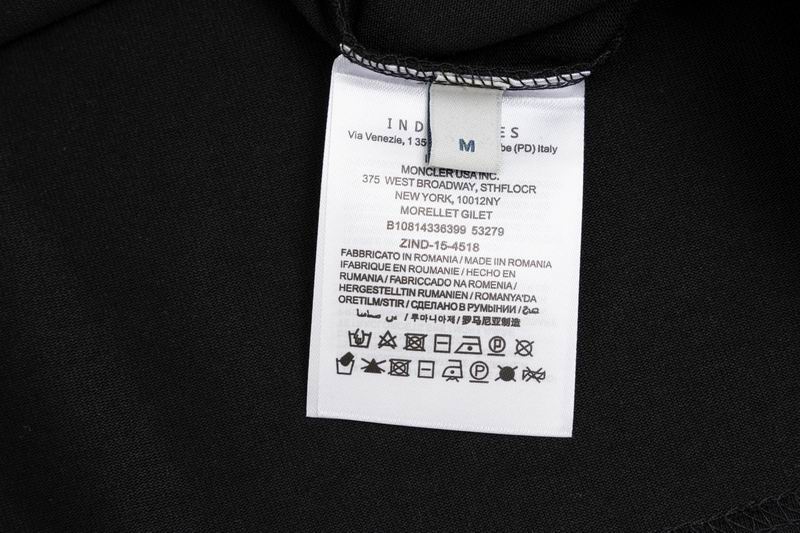 IND ES
M
Via Venezie, 1 35 be (PD) Italy
MONCLER USA INC.
375 WEST BROADWAY, STHFLOCR
NEW YORK, 10012NY
MORELLET GILET
B10814336399 53279
ZIND-15-4518
FABBRICATO IN ROMANIA / MADE IIN ROMANIA
IFABRIQUE EN ROUMANIE / HECHO EN
RUMANIA / FABRICCADO NA ROMENIA /
HERGESTELLTIN RUMANIEN / ROMANYA'DA
ORETILM/STIR / СДЕЛАНО В РУМЫНИИ /
/ 루마니아제 / 罗马尼亚制造